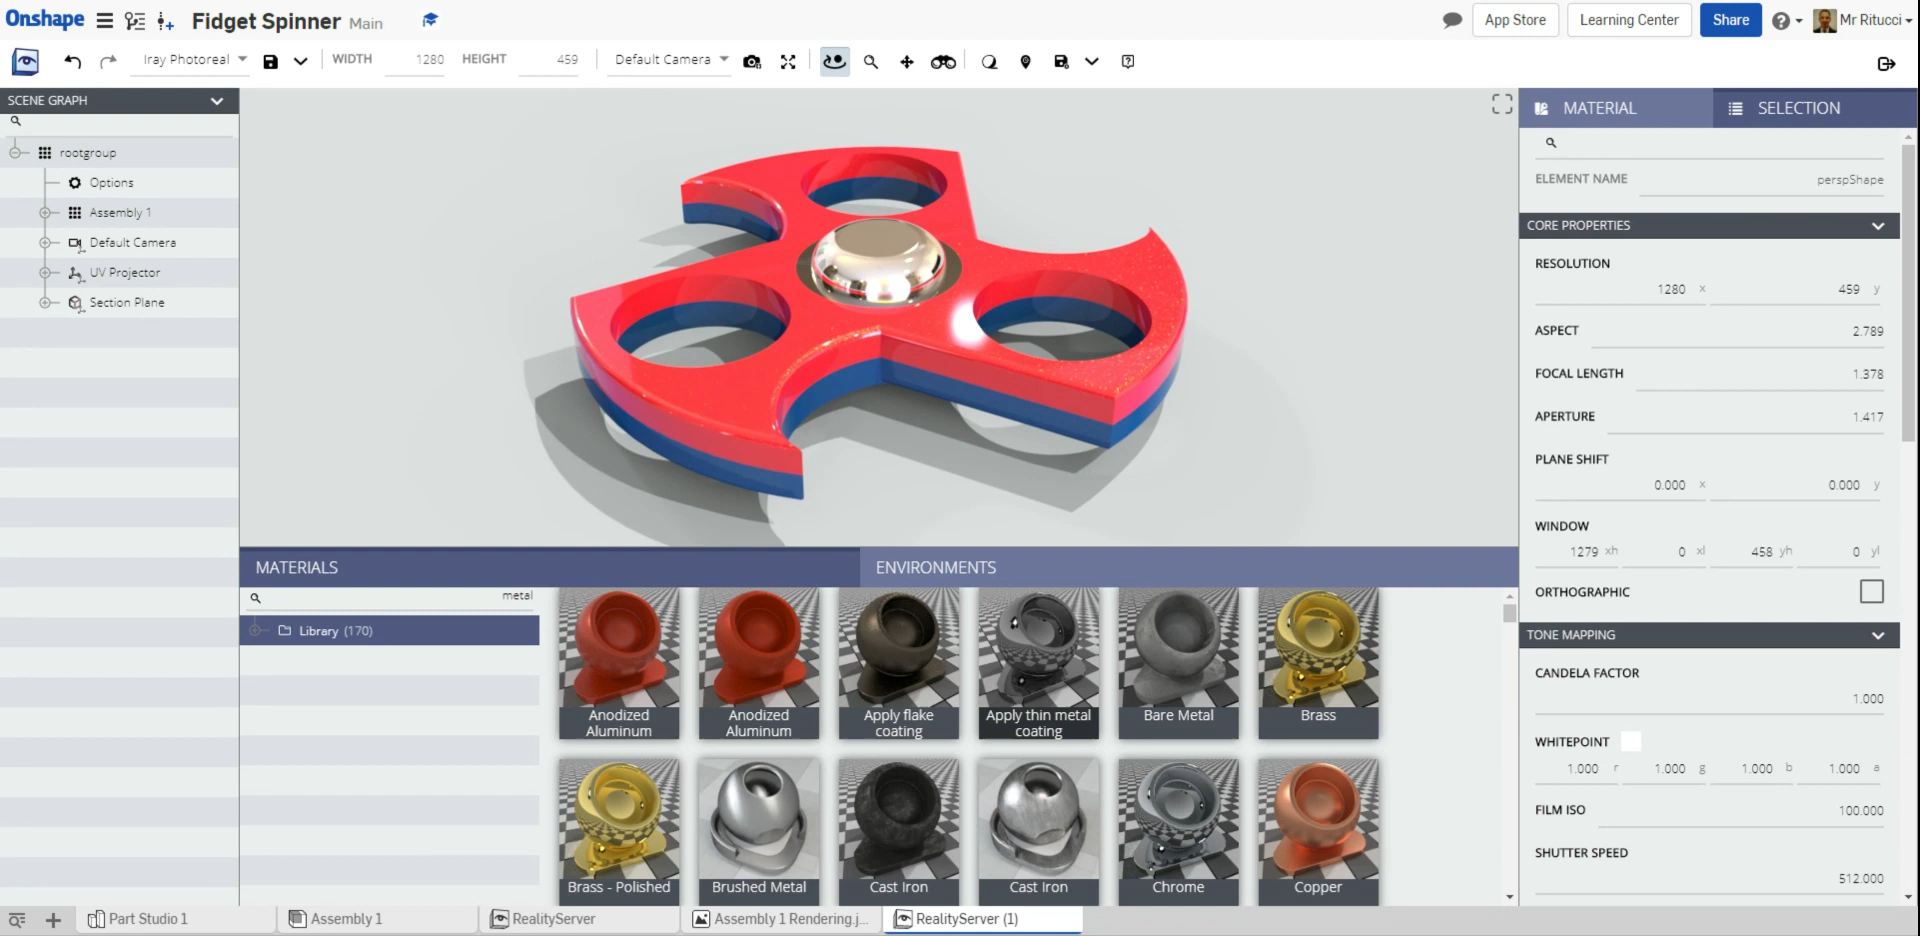 Onshape Fidget Spinner Main App Store Learning Center Share Mr Ritucci
Iray Photoreal WIDTH 1280 HEIGHT 459 Default Camera
SCENE GRAPH
rootgroup
Options
Assembly 1
Default Camera
UV Projector
Section Plane
MATERIALS ENVIRONMENTS
metal
Library (170)
Anodized Aluminum
Anodized Aluminum
Apply flake coating
Apply thin metal coating
Bare Metal
Brass
Brass - Polished
Brushed Metal
Cast Iron
Cast Iron
Chrome
Copper
MATERIAL SELECTION
ELEMENT NAME perspShape
CORE PROPERTIES
RESOLUTION
1280 x 459 y
ASPECT 2.789
FOCAL LENGTH 1.378
APERTURE 1.417
PLANE SHIFT
0.000 x 0.000 y
WINDOW
1279 xh 0 xl 458 yh 0 yl
ORTHOGRAPHIC
TONE MAPPING
CANDELA FACTOR
1.000
WHITEPOINT
1.000 r 1.000 g 1.000 b 1.000 a
FILM ISO 100.000
SHUTTER SPEED
512.000
Part Studio 1 Assembly 1 RealityServer Assembly 1 Rendering.j... RealityServer (1)